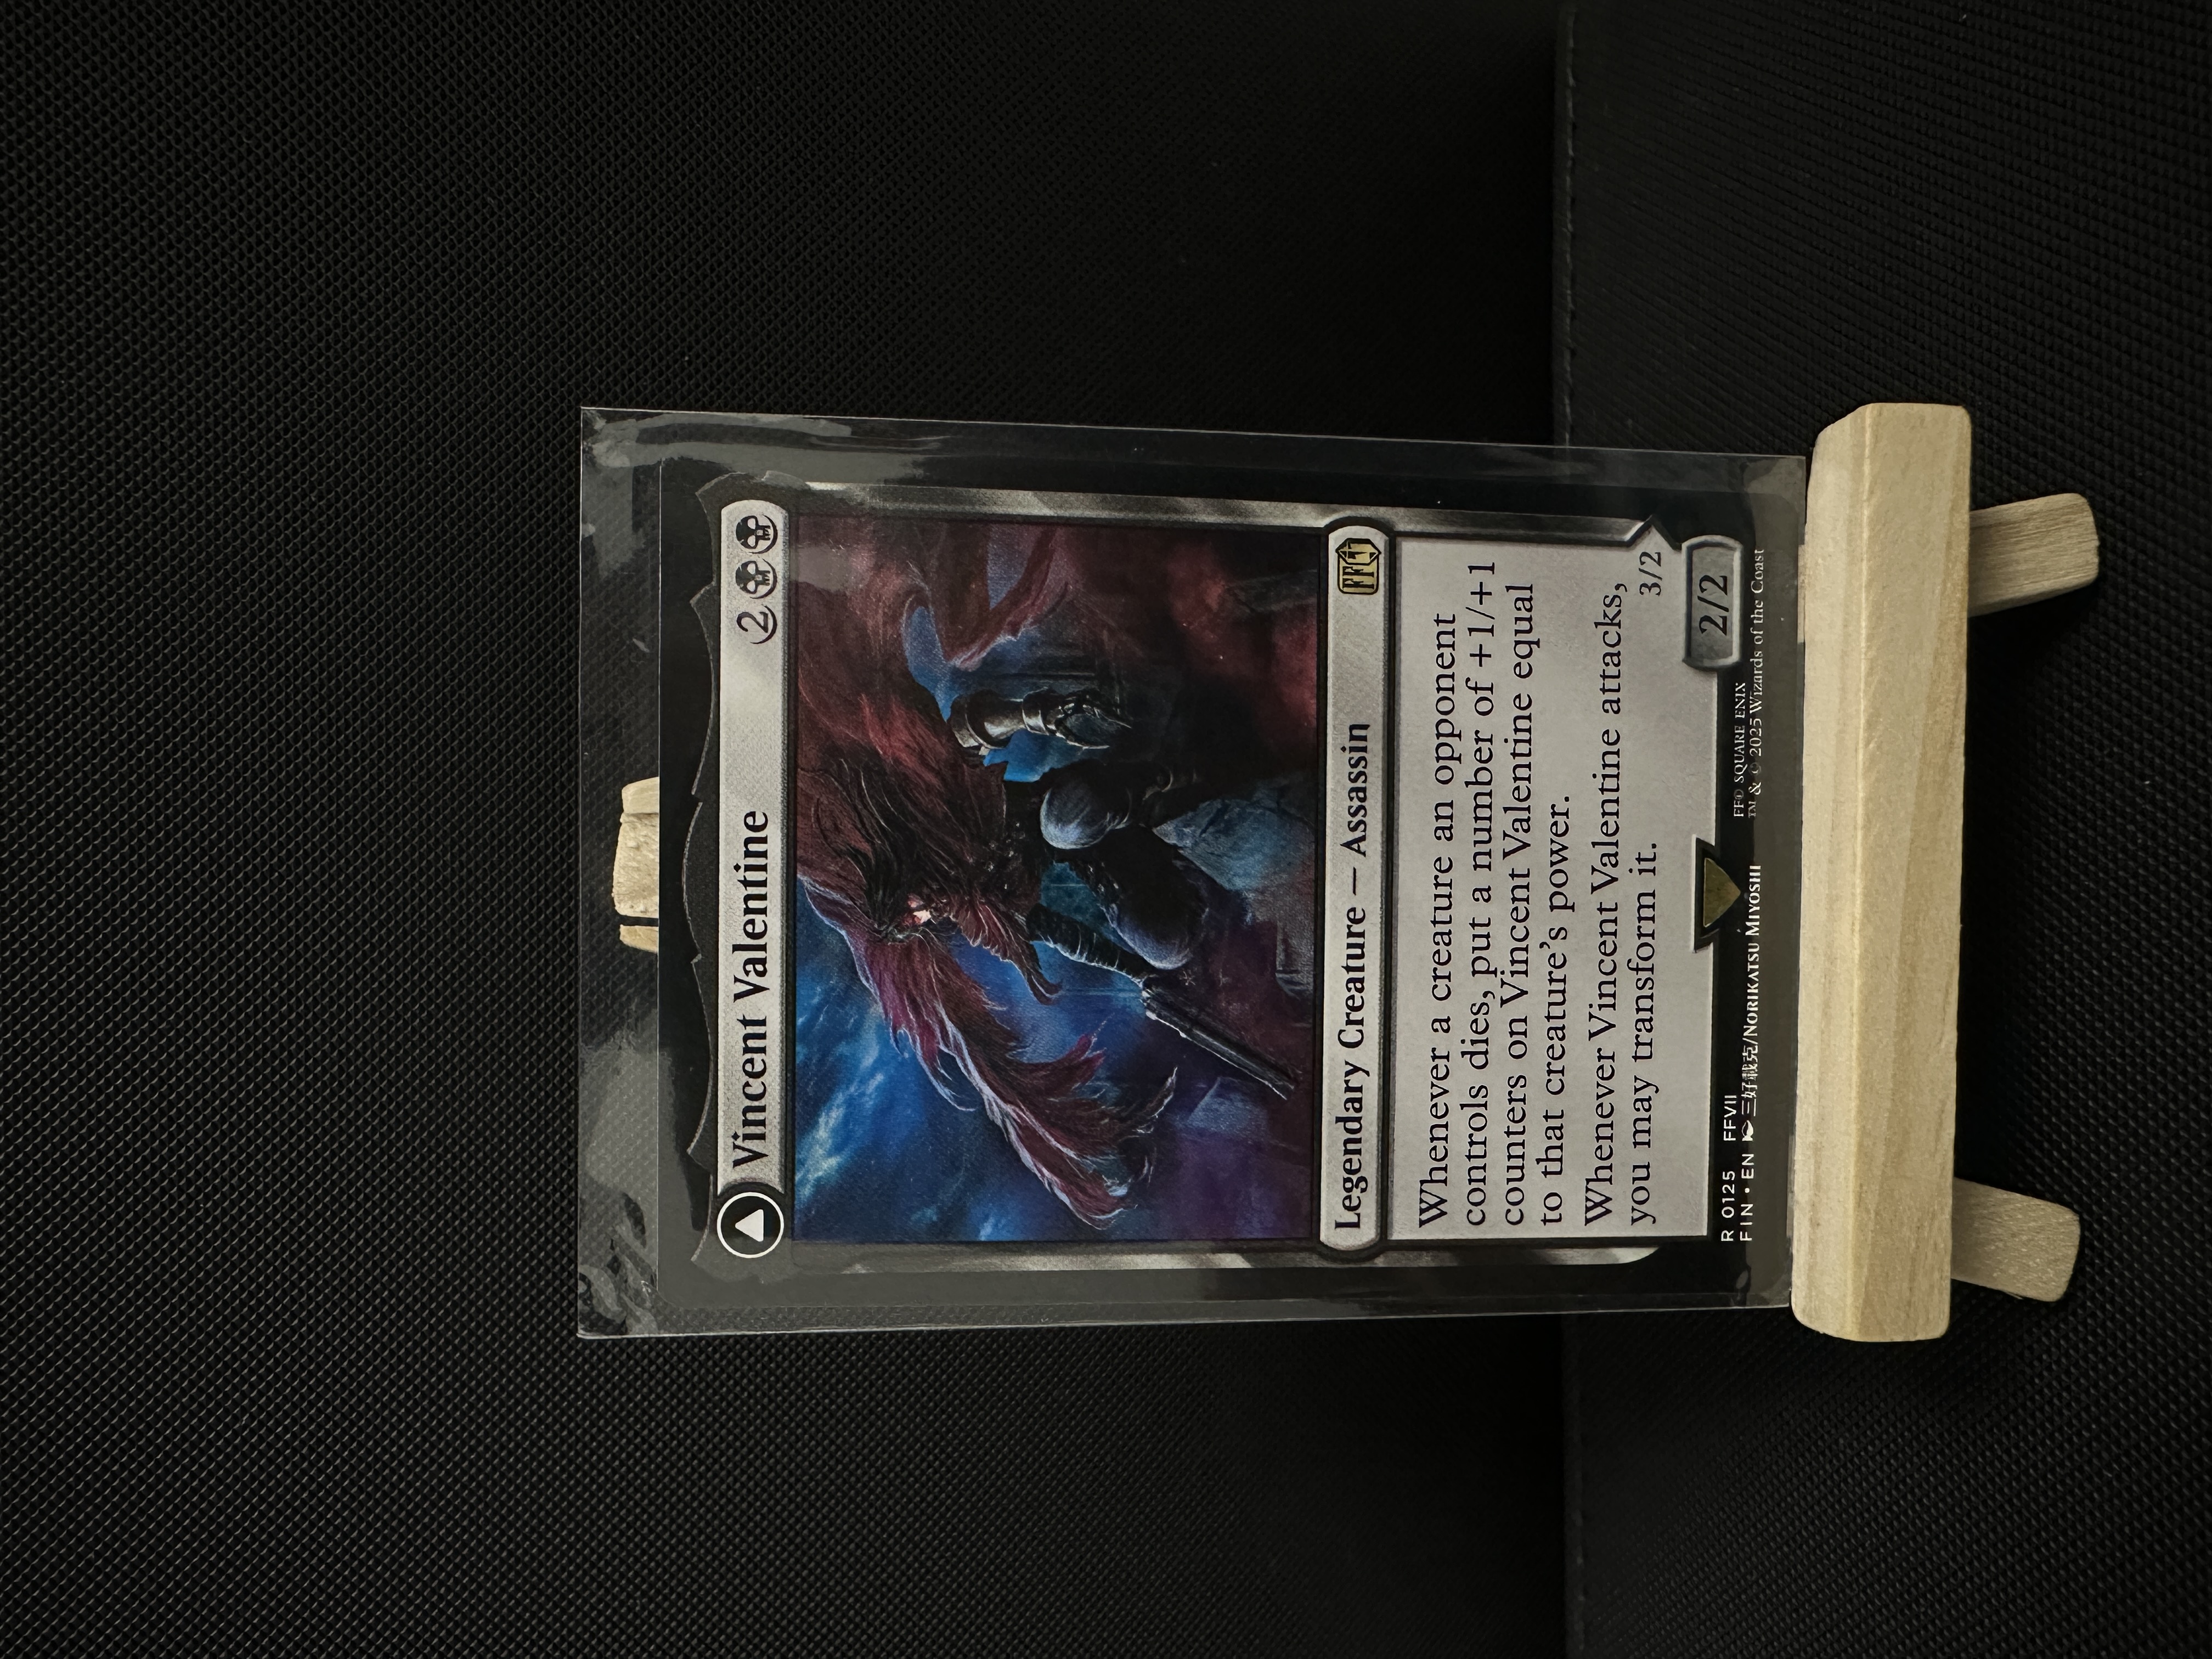 Vincent Valentine 2
Legendary Creature — Assassin FF
Whenever a creature an opponent
controls dies, put a number of +1/+1
counters on Vincent Valentine equal
to that creature's power.
Whenever Vincent Valentine attacks,
you may transform it.
3/2
2/2
R 0125 FFVII
FIN • EN 三好載克/NORIKATSU MIYOSHI
FF© SQUARE ENIX
™ & © 2025 Wizards of the Coast